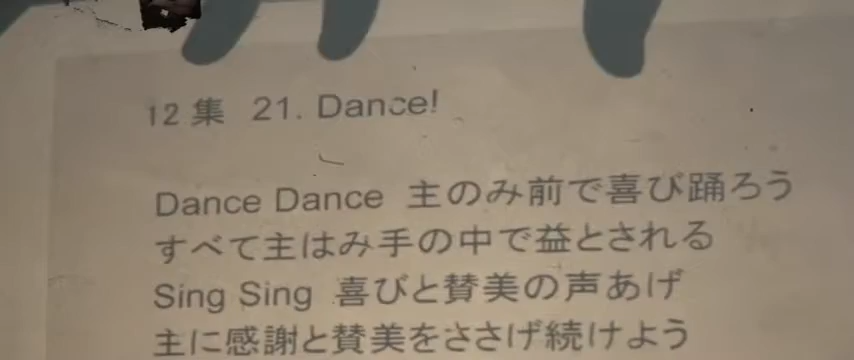 12 集 21. Dance!
Dance Dance 主のみ前で喜び踊ろう
すべて主はみ手の中で益とされる
Sing Sing 喜びと賛美の声あげ
主に感謝と賛美をささげ続けよう